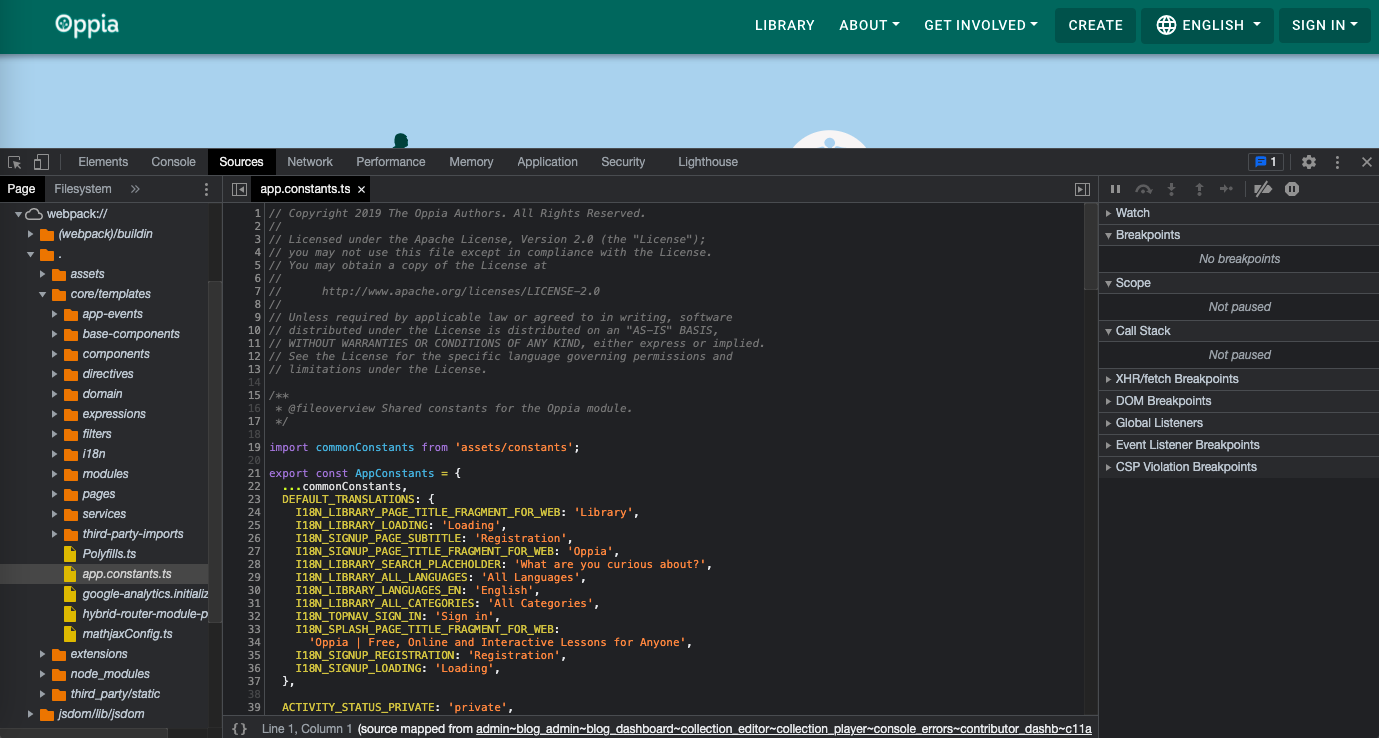 Oppia
LIBRARY ABOUT GET INVOLVED CREATE ENGLISH SIGN IN
Elements Console Sources Network Performance Memory Application Security Lighthouse 1
Page Filesystem »
app.constants.ts ×
webpack://
(webpack)/buildin
.
assets
core/templates
app-events
base-components
components
directives
domain
expressions
filters
i18n
modules
pages
services
third-party-imports
Polyfills.ts
app.constants.ts
google-analytics.initializ
hybrid-router-module-p
mathjaxConfig.ts
extensions
node_modules
third_party/static
jsdom/lib/jsdom
1 // Copyright 2019 The Oppia Authors. All Rights Reserved.
2 //
3 // Licensed under the Apache License, Version 2.0 (the "License");
4 // you may not use this file except in compliance with the License.
5 // You may obtain a copy of the License at
6 //
7 //      http://www.apache.org/licenses/LICENSE-2.0
8 //
9 // Unless required by applicable law or agreed to in writing, software
10 // distributed under the License is distributed on an "AS-IS" BASIS,
11 // WITHOUT WARRANTIES OR CONDITIONS OF ANY KIND, either express or implied.
12 // See the License for the specific language governing permissions and
13 // limitations under the License.
14
15 /**
16  * @fileoverview Shared constants for the Oppia module.
17  */
18
19 import commonConstants from 'assets/constants';
20
21 export const AppConstants = {
22   ...commonConstants,
23   DEFAULT_TRANSLATIONS: {
24     I18N_LIBRARY_PAGE_TITLE_FRAGMENT_FOR_WEB: 'Library',
25     I18N_LIBRARY_LOADING: 'Loading',
26     I18N_SIGNUP_PAGE_SUBTITLE: 'Registration',
27     I18N_SIGNUP_PAGE_TITLE_FRAGMENT_FOR_WEB: 'Oppia',
28     I18N_LIBRARY_SEARCH_PLACEHOLDER: 'What are you curious about?',
29     I18N_LIBRARY_ALL_LANGUAGES: 'All Languages',
30     I18N_LIBRARY_LANGUAGES_EN: 'English',
31     I18N_LIBRARY_ALL_CATEGORIES: 'All Categories',
32     I18N_TOPNAV_SIGN_IN: 'Sign in',
33     I18N_SPLASH_PAGE_TITLE_FRAGMENT_FOR_WEB:
34       'Oppia | Free, Online and Interactive Lessons for Anyone',
35     I18N_SIGNUP_REGISTRATION: 'Registration',
36     I18N_SIGNUP_LOADING: 'Loading',
37   },
38
39   ACTIVITY_STATUS_PRIVATE: 'private',
{} Line 1, Column 1 (source mapped from admin~blog_admin~blog_dashboard~collection_editor~collection_player~console_errors~contributor_dashb~c11a
Watch
Breakpoints
No breakpoints
Scope
Not paused
Call Stack
Not paused
XHR/fetch Breakpoints
DOM Breakpoints
Global Listeners
Event Listener Breakpoints
CSP Violation Breakpoints